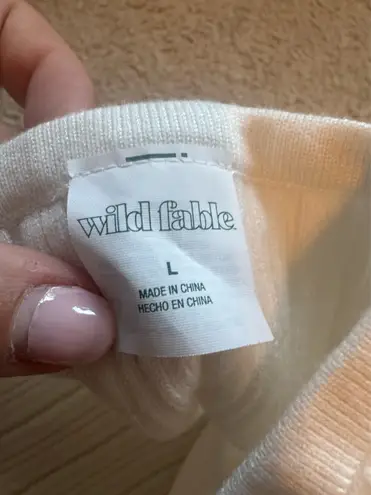 wild fable.
L
MADE IN CHINA
HECHO EN CHINA